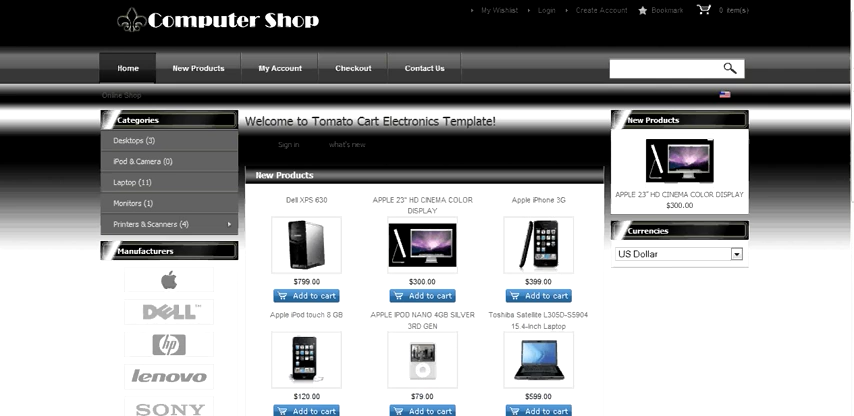 Computer Shop
My Wishlist
Login
Create Account
Bookmark
0 item(s)
Home
New Products
My Account
Checkout
Contact Us
Online Shop
Categories
Desktops (3)
iPod & Camera (0)
Laptop (11)
Monitors (1)
Printers & Scanners (4)
Manufacturers
DELL™
hp
lenovo
SONY
Welcome to Tomato Cart Electronics Template!
Sign in
what's new
New Products
Dell XPS 630
$799.00
Add to cart
APPLE 23" HD CINEMA COLOR
DISPLAY
$300.00
Add to cart
Apple iPhone 3G
$399.00
Add to cart
Apple iPod touch 8 GB
$120.00
Add to cart
APPLE IPOD NANO 4GB SILVER
3RD GEN
$79.00
Add to cart
Toshiba Satellite L305D-S5904
15.4-Inch Laptop
$599.00
Add to cart
New Products
APPLE 23" HD CINEMA COLOR DISPLAY
$300.00
Currencies
US Dollar